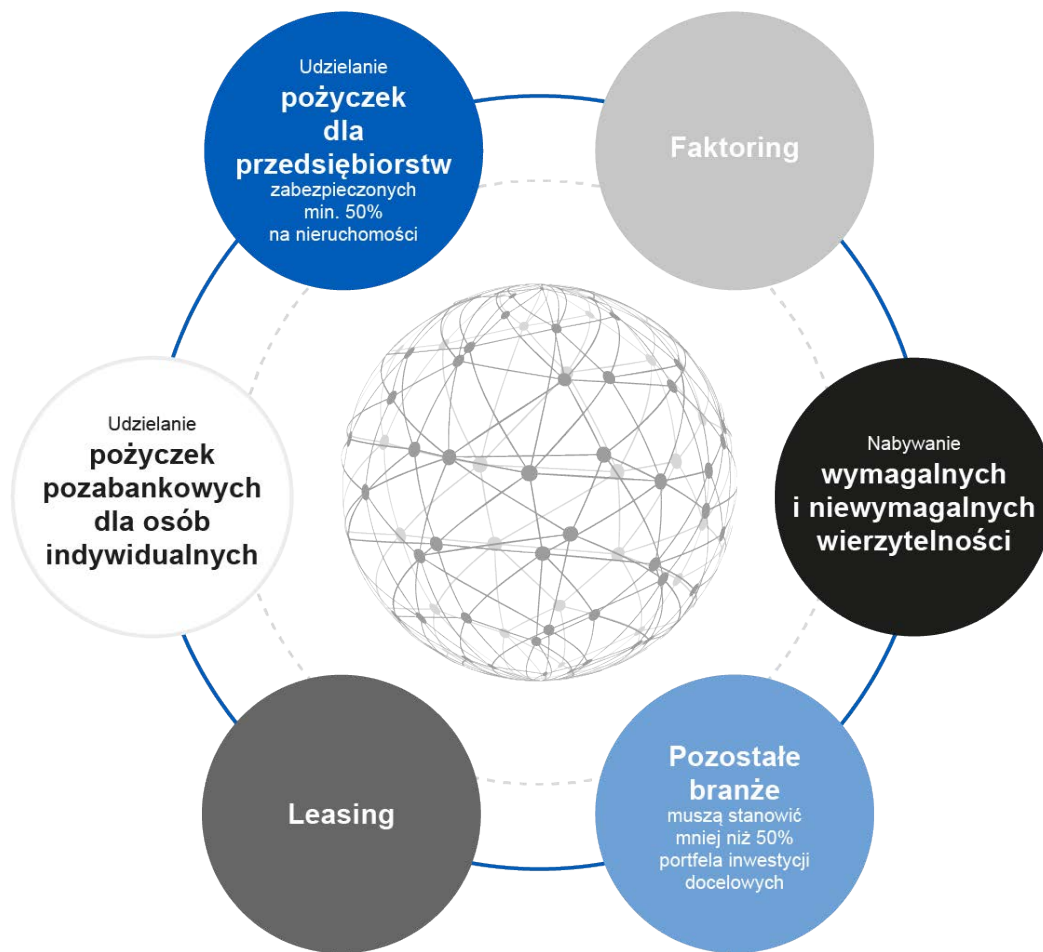 Udzielanie
pożyczek
dla
przedsiębiorstw
zabezpieczonych
min. 50%
na nieruchomości
Faktoring
Udzielanie
pożyczek
pozabankowych
dla osób
indywidualnych
Nabywanie
wymagalnych
i niewymagalnych
wierzytelności
Leasing
Pozostałe
branże
muszą stanowić
mniej niż 50%
portfela inwestycji
docelowych